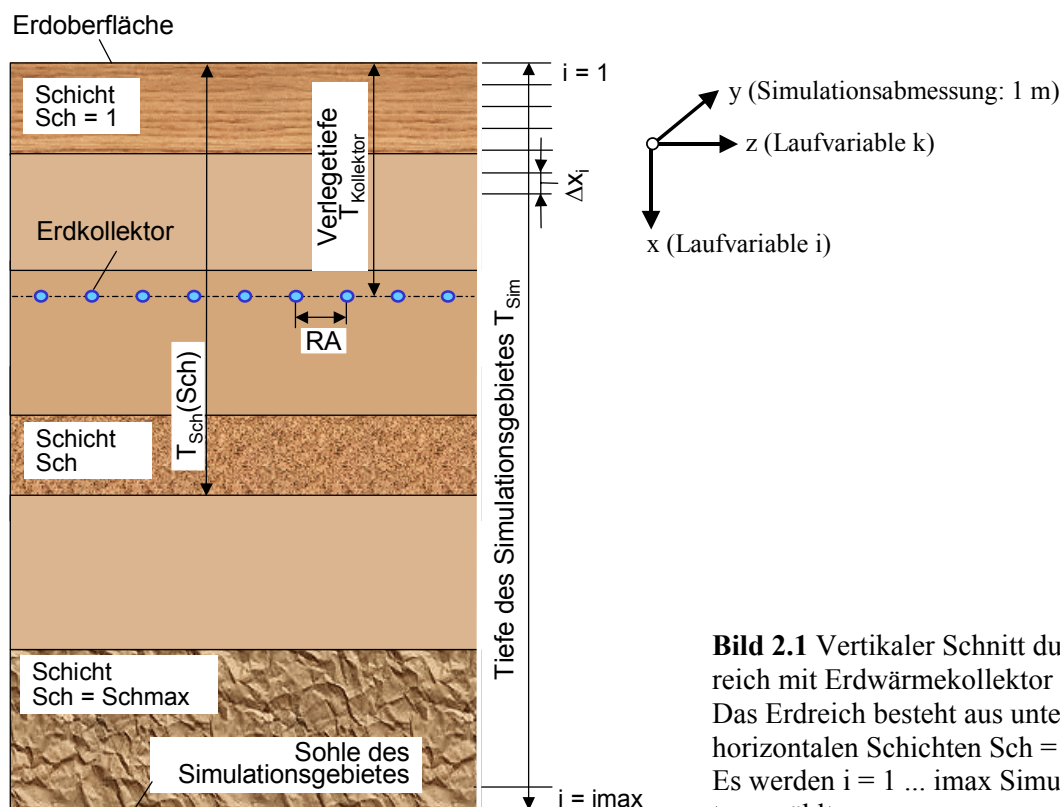 Erdoberfläche
Schicht
Sch = 1
Verlegetiefe
T_Kollektor
i = 1
Δx_i
y (Simulationsabmessung: 1 m)
z (Laufvariable k)
x (Laufvariable i)
Erdkollektor
RA
T_Sch(Sch)
Schicht
Sch
Tiefe des Simulationsgebietes T_Sim
Schicht
Sch = Schmax
Sohle des
Simulationsgebietes
i = imax
Bild 2.1 Vertikaler Schnitt du
reich mit Erdwärmekollektor
Das Erdreich besteht aus unte
horizontalen Schichten Sch =
Es werden i = 1 ... imax Simu